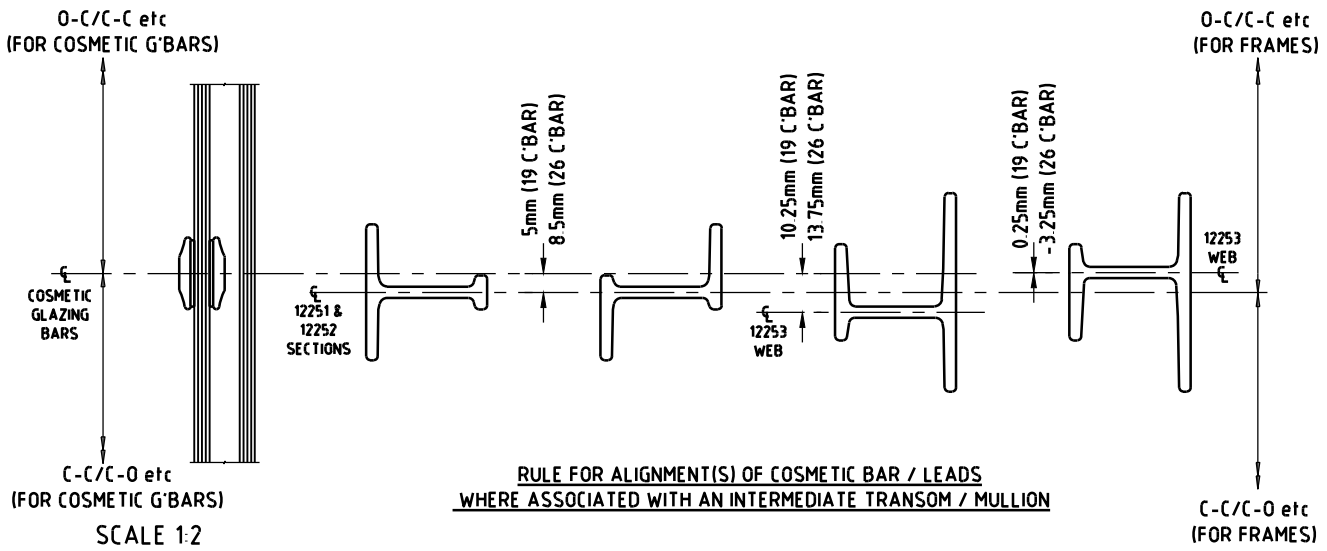 O-C/C-C etc
(FOR COSMETIC G'BARS)
O-C/C-C etc
(FOR FRAMES)
5mm (19 C'BAR)
8.5mm (26 C'BAR)
10.25mm (19 C'BAR)
13.75mm (26 C'BAR)
0.25mm (19 C'BAR)
-3.25mm (26 C'BAR)
12253
WEB
℄
℄
COSMETIC
GLAZING
BARS
℄
12251 &
12252
SECTIONS
℄
12253
WEB
C-C/C-O etc
(FOR COSMETIC G'BARS)
SCALE 1:2
RULE FOR ALIGNMENT(S) OF COSMETIC BAR / LEADS
WHERE ASSOCIATED WITH AN INTERMEDIATE TRANSOM / MULLION
C-C/C-O etc
(FOR FRAMES)